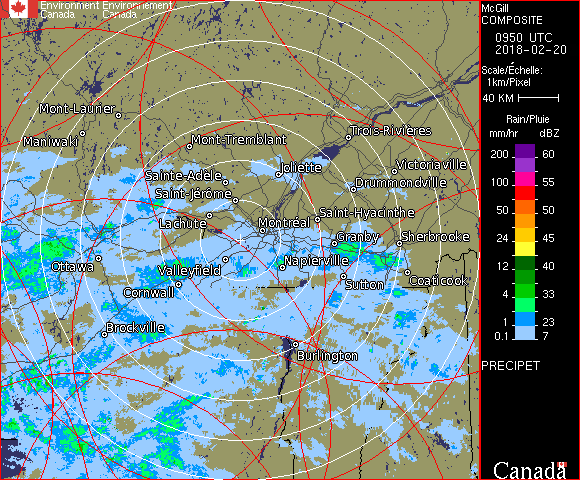 Environment Environnement
Canada Canada
Mont-Laurier
Maniwaki
Mont-Tremblant
Trois-Rivières
Sainte-Adèle
Joliette
Victoriaville
Saint-Jérôme
Drummondville
Lachute
Montréal
Saint-Hyacinthe
Granby
Sherbrooke
Ottawa
Valleyfield
Napierville
Cornwall
Sutton
Coaticook
Brockville
Burlington
McGill
COMPOSITE
0950 UTC
2018-02-20
Scale/Échelle:
1km/Pixel
40 KM
Rain/Pluie
mm/hr dBZ
200 60
100 55
50 50
24 45
12 40
4 33
1 23
0.1 7
PRECIPET
Canada